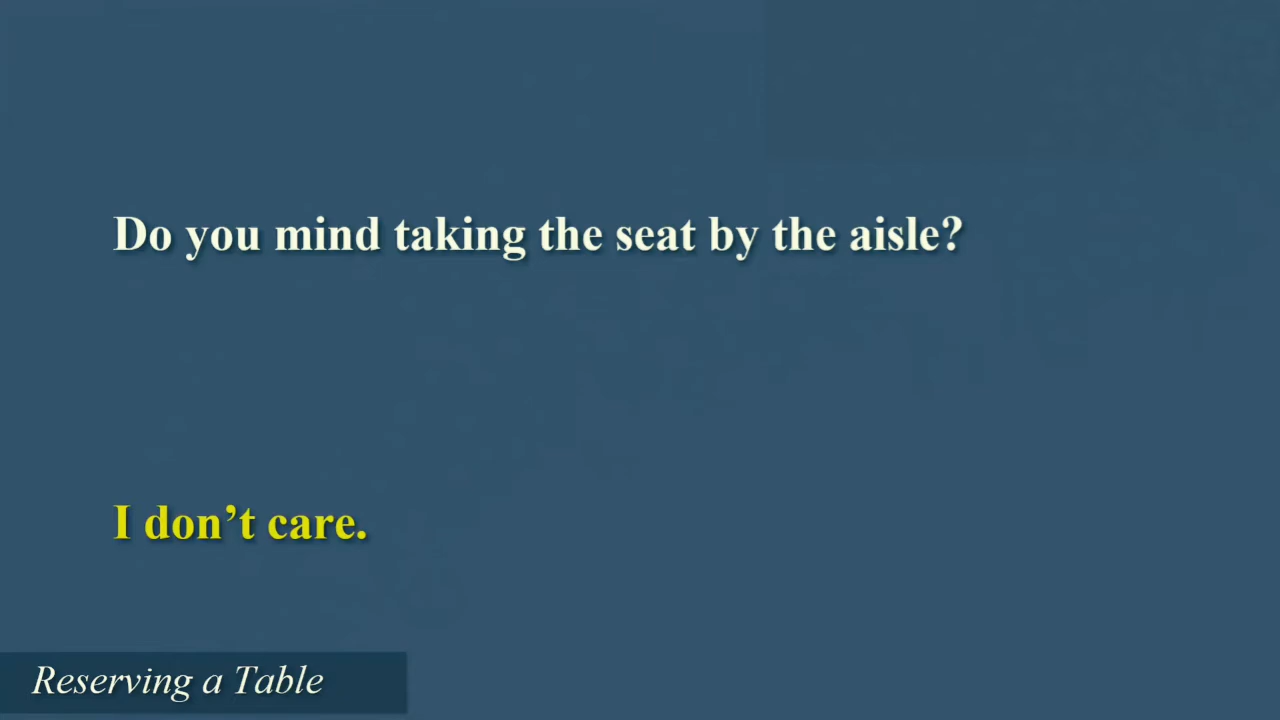 Do you mind taking the seat by the aisle?
I don’t care.
Reserving a Table